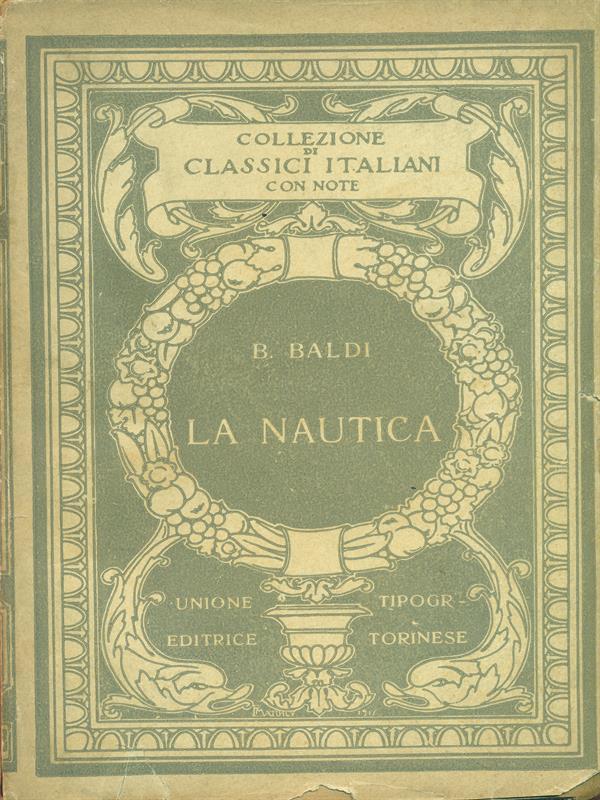 COLLEZIONE
DI
CLASSICI ITALIANI
CON NOTE
B. BALDI
LA NAUTICA
UNIONE TIPOGR-
EDITRICE TORINESE